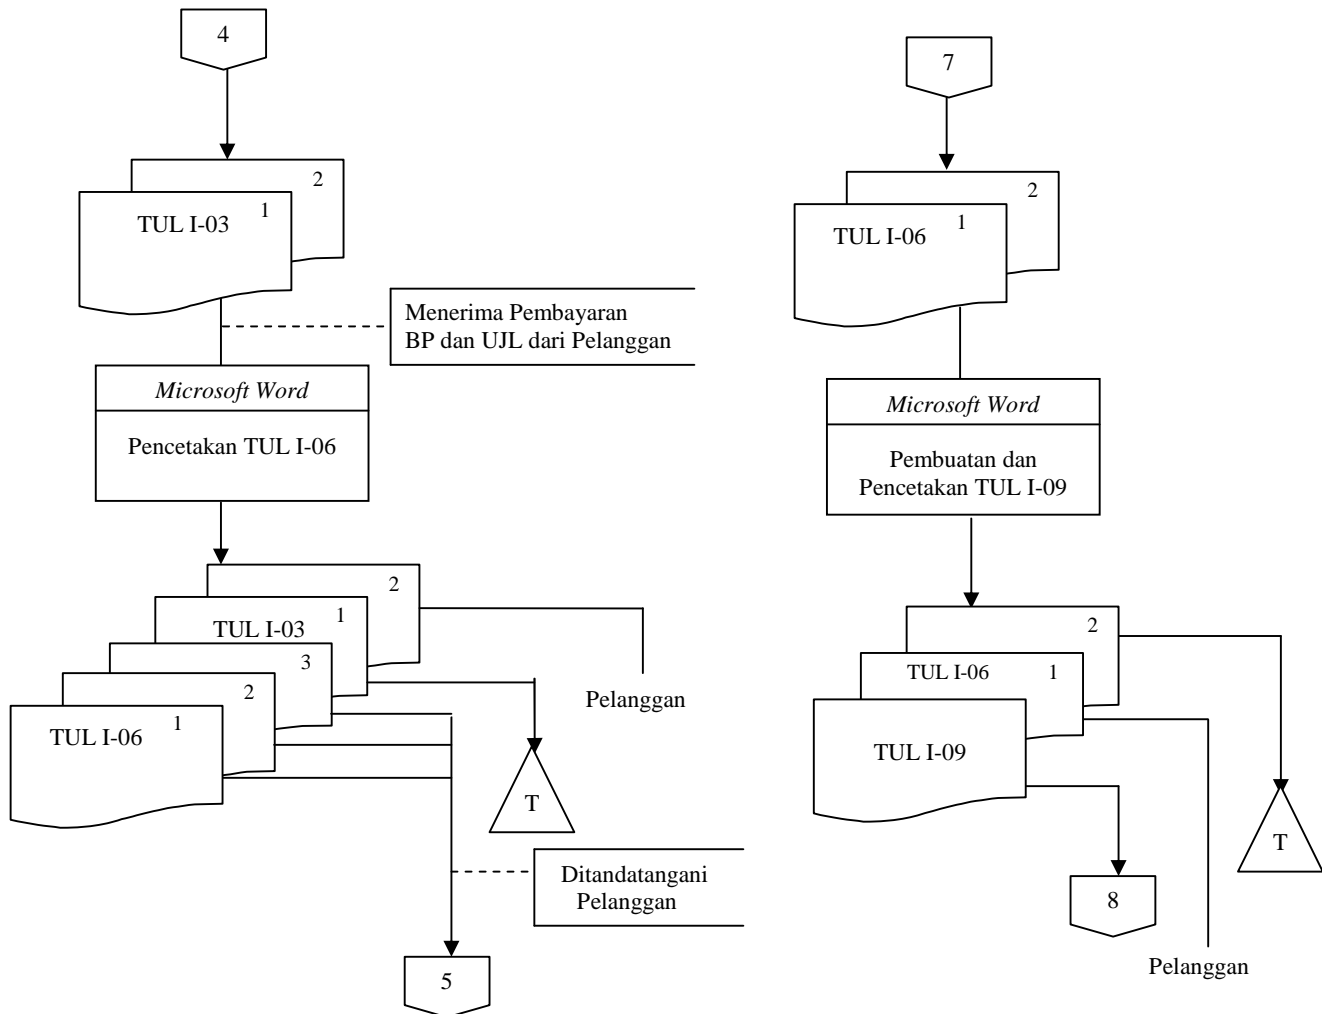 4
2
1
TUL I-03
Menerima Pembayaran
BP dan UJL dari Pelanggan
Microsoft Word
Pencetakan TUL I-06
2
1
TUL I-03
3
2
1
TUL I-06
Pelanggan
T
Ditandatangani
Pelanggan
5
7
2
1
TUL I-06
Microsoft Word
Pembuatan dan
Pencetakan TUL I-09
2
TUL I-06 1
TUL I-09
T
8
Pelanggan